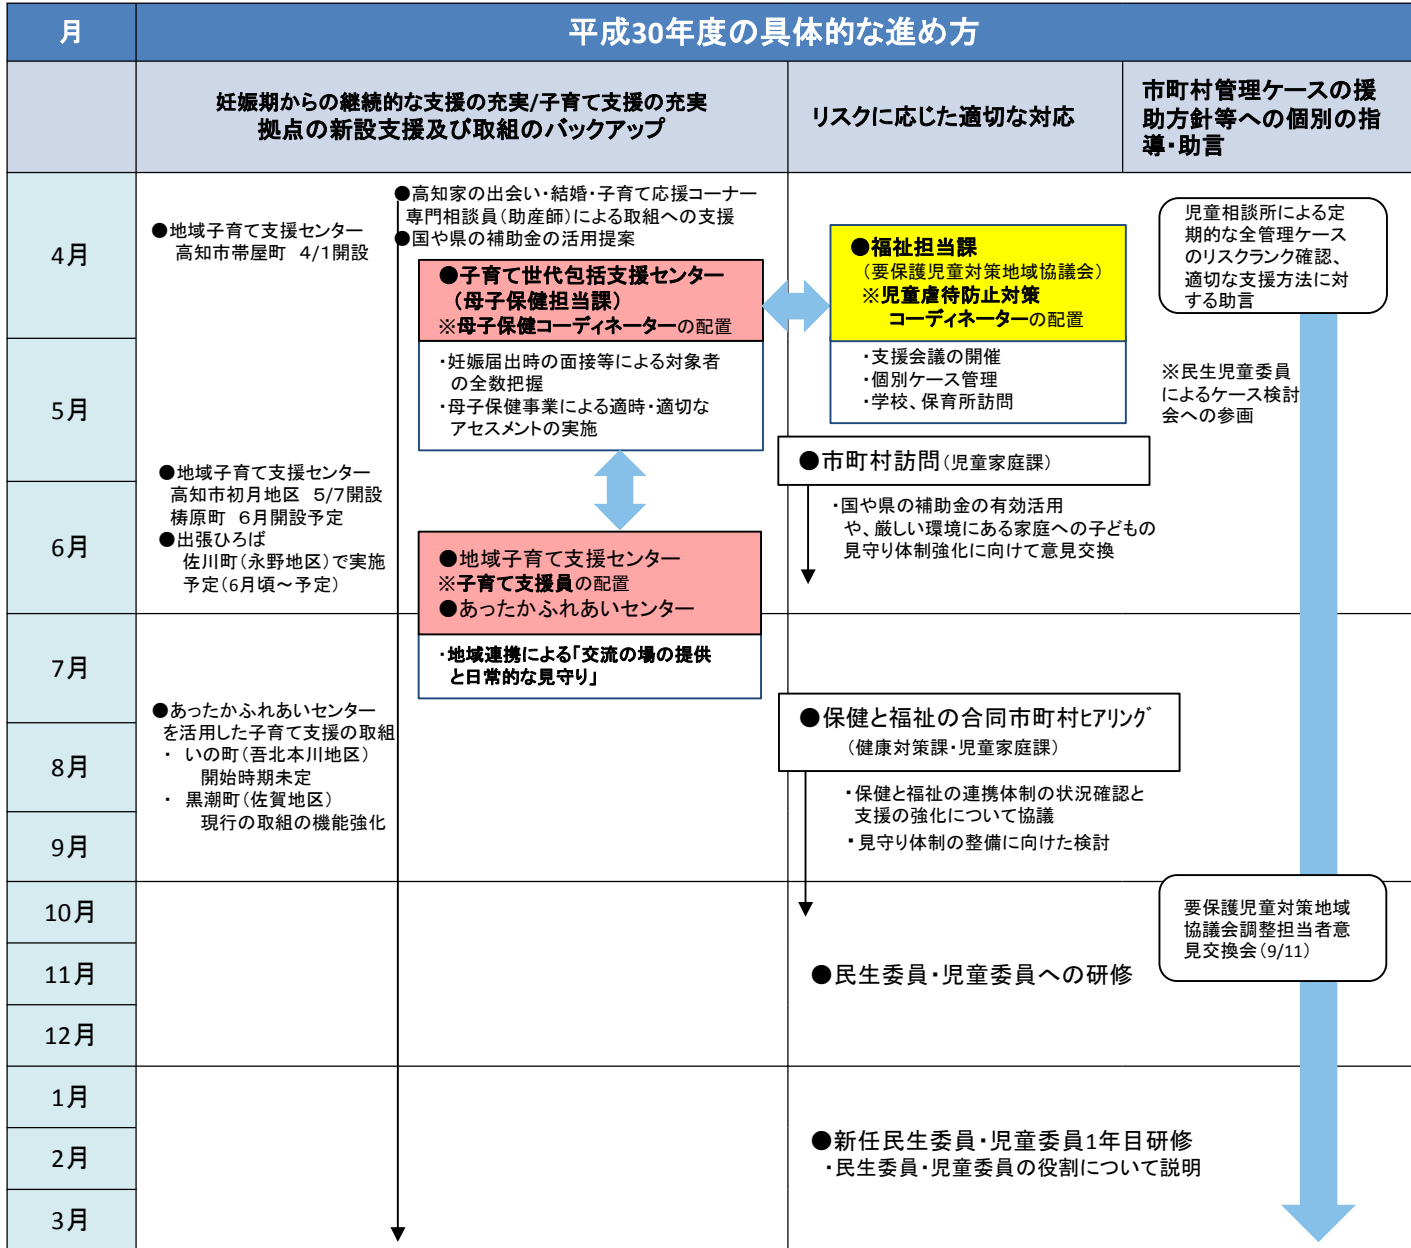 月
平成30年度の具体的な進め方
妊娠期からの継続的な支援の充実/子育て支援の充実
拠点の新設支援及び取組のバックアップ
リスクに応じた適切な対応
市町村管理ケースの援
助方針等への個別の指
導・助言
4月
●地域子育て支援センター
高知市帯屋町 4/1開設
●高知家の出会い・結婚・子育て応援コーナー
専門相談員(助産師)による取組への支援
●国や県の補助金の活用提案
●子育て世代包括支援センター
(母子保健担当課)
※母子保健コーディネーターの配置
・妊娠届出時の面接等による対象者
の全数把握
・母子保健事業による適時・適切な
アセスメントの実施
●福祉担当課
(要保護児童対策地域協議会)
※児童虐待防止対策
コーディネーターの配置
・支援会議の開催
・個別ケース管理
・学校、保育所訪問
児童相談所による定
期的な全管理ケース
のリスクランク確認、
適切な支援方法に対
する助言
5月
※民生児童委員
によるケース検討
会への参画
●市町村訪問(児童家庭課)
・国や県の補助金の有効活用
や、厳しい環境にある家庭への子どもの
見守り体制強化に向けて意見交換
●地域子育て支援センター
高知市初月地区 5/7開設
梼原町 6月開設予定
●出張ひろば
佐川町(永野地区)で実施
予定(6月頃～予定)
6月
●地域子育て支援センター
※子育て支援員の配置
●あったかふれあいセンター
・地域連携による「交流の場の提供
と日常的な見守り」
7月
●あったかふれあいセンター
を活用した子育て支援の取組
・ いの町(吾北本川地区)
開始時期未定
・ 黒潮町(佐賀地区)
現行の取組の機能強化
●保健と福祉の合同市町村ﾋｱﾘﾝｸﾞ
(健康対策課・児童家庭課)
・保健と福祉の連携体制の状況確認と
支援の強化について協議
・見守り体制の整備に向けた検討
8月
9月
10月
要保護児童対策地域
協議会調整担当者意
見交換会(9/11)
11月
●民生委員・児童委員への研修
12月
1月
2月
●新任民生委員・児童委員1年目研修
・民生委員・児童委員の役割について説明
3月